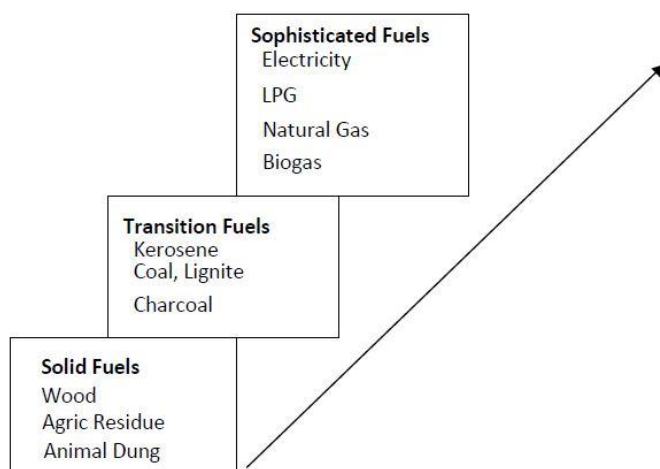 Sophisticated Fuels
Electricity
LPG
Natural Gas
Biogas
Transition Fuels
Kerosene
Coal, Lignite
Charcoal
Solid Fuels
Wood
Agric Residue
Animal Dung